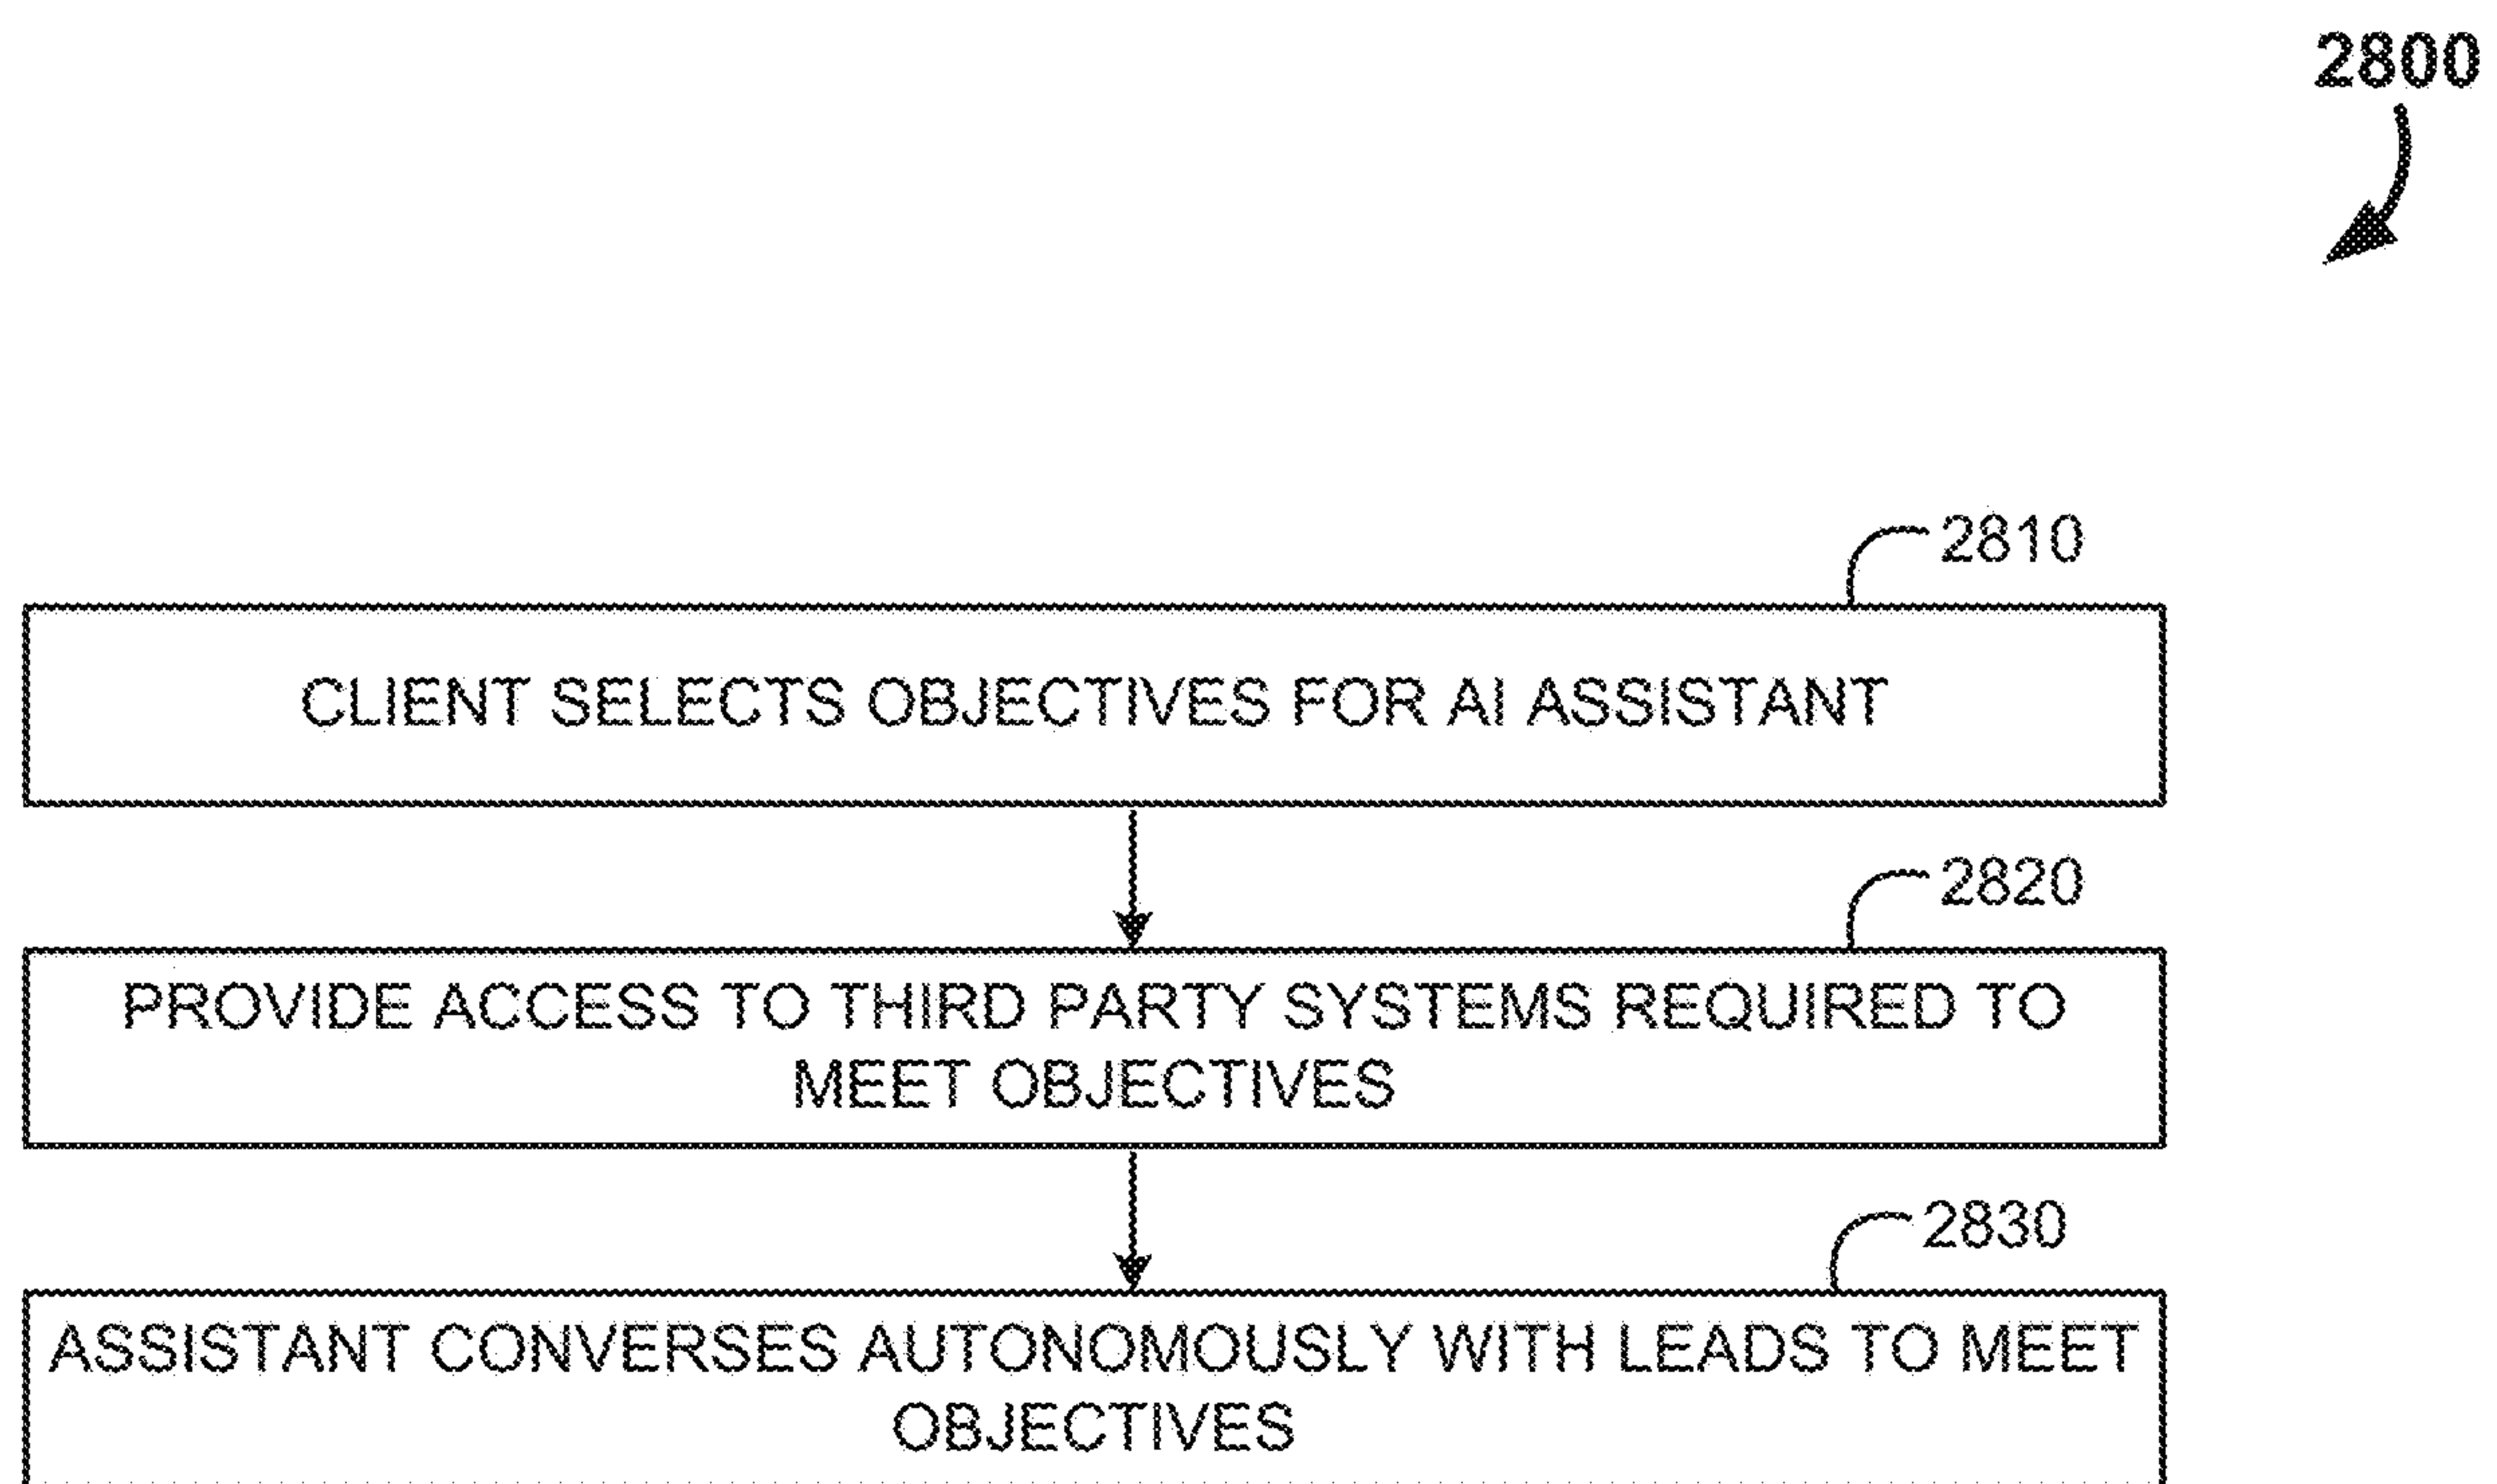 2800
2810
CLIENT SELECTS OBJECTIVES FOR AI ASSISTANT
2820
PROVIDE ACCESS TO THIRD PARTY SYSTEMS REQUIRED TO
MEET OBJECTIVES
2830
ASSISTANT CONVERSES AUTONOMOUSLY WITH LEADS TO MEET
OBJECTIVES